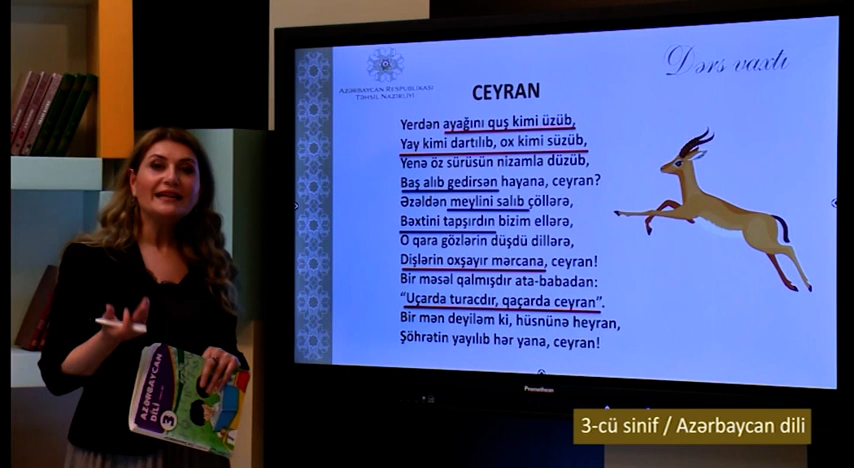 Dərs vaxtı
AZƏRBAYCAN RESPUBLİKASI
TƏHSİL NAZİRLİYİ
CEYRAN
Yerdən ayağını quş kimi üzüb,
Yay kimi dartılıb, ox kimi süzüb,
Yenə öz sürüsün nizamla düzüb,
Baş alıb gedirsən hayana, ceyran?
Əzəldən meylini salıb çöllərə,
Bəxtini tapşırdın bizim ellərə,
O qara gözlərin düşdü dillərə,
Dişlərin oxşayır mərcana, ceyran!
Bir məsəl qalmışdır ata-babadan:
“Uçarda turacdır, qaçarda ceyran”.
Bir mən deyiləm ki, hüsnünə heyran,
Şöhrətin yayılıb hər yana, ceyran!
Promethean
AZƏRBAYCAN
DİLİ
3
3-cü sinif / Azərbaycan dili